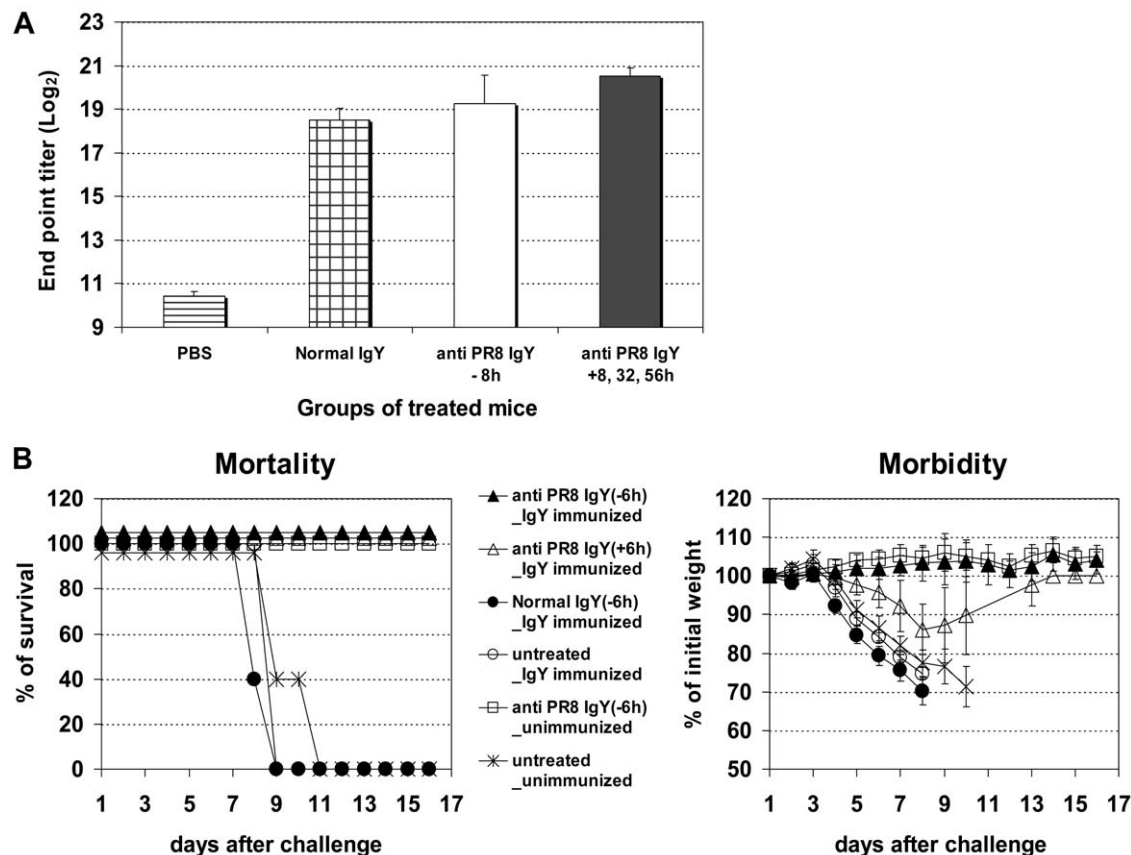 A
End point titer (Log2)
23
21
19
17
15
13
11
9
PBS
Normal IgY
anti PR8 IgY
- 8h
anti PR8 IgY
+8, 32, 56h
Groups of treated mice
B
Mortality
% of survival
120
100
80
60
40
20
0
1 3 5 7 9 11 13 15 17
days after challenge
anti PR8 IgY(-6h)
_IgY immunized
anti PR8 IgY(+6h)
_IgY immunized
Normal IgY(-6h)
_IgY immunized
untreated
_IgY immunized
anti PR8 IgY(-6h)
_unimmunized
untreated
_unimmunized
Morbidity
% of initial weight
120
110
100
90
80
70
60
50
1 3 5 7 9 11 13 15 17
days after challenge